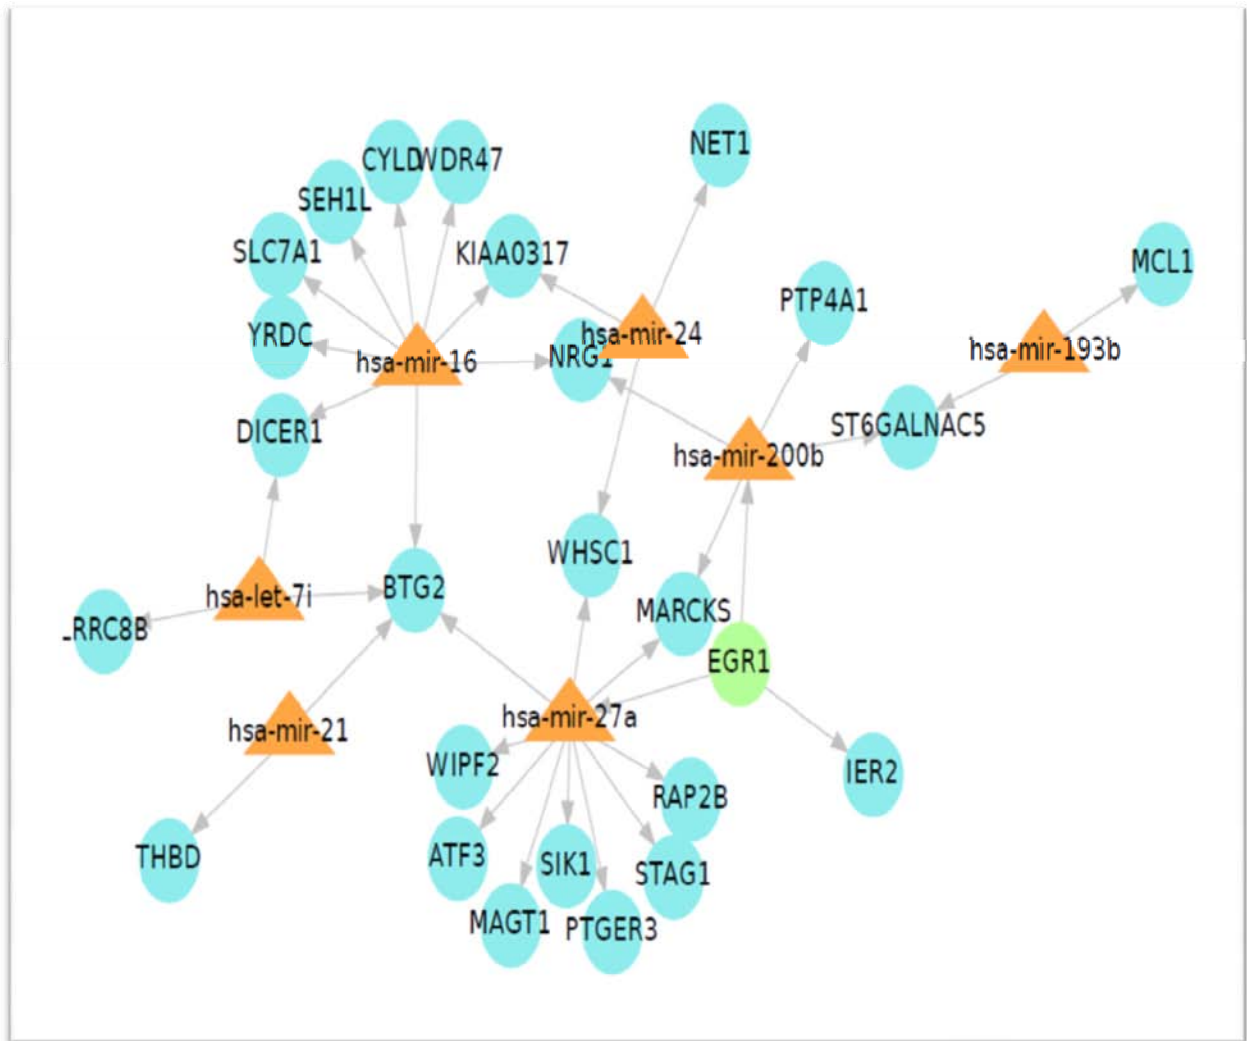 NET1
CYLD
WDR47
SEH1L
SLC7A1
KIAA0317
MCL1
PTP4A1
YRDC
hsa-mir-24
hsa-mir-193b
hsa-mir-16
NRG1
DICER1
ST6GALNAC5
hsa-mir-200b
WHSC1
BTG2
hsa-let-7i
MARCKS
LRRC8B
EGR1
hsa-mir-27a
hsa-mir-21
WIPF2
IER2
RAP2B
THBD
ATF3
SIK1
STAG1
MAGT1
PTGER3